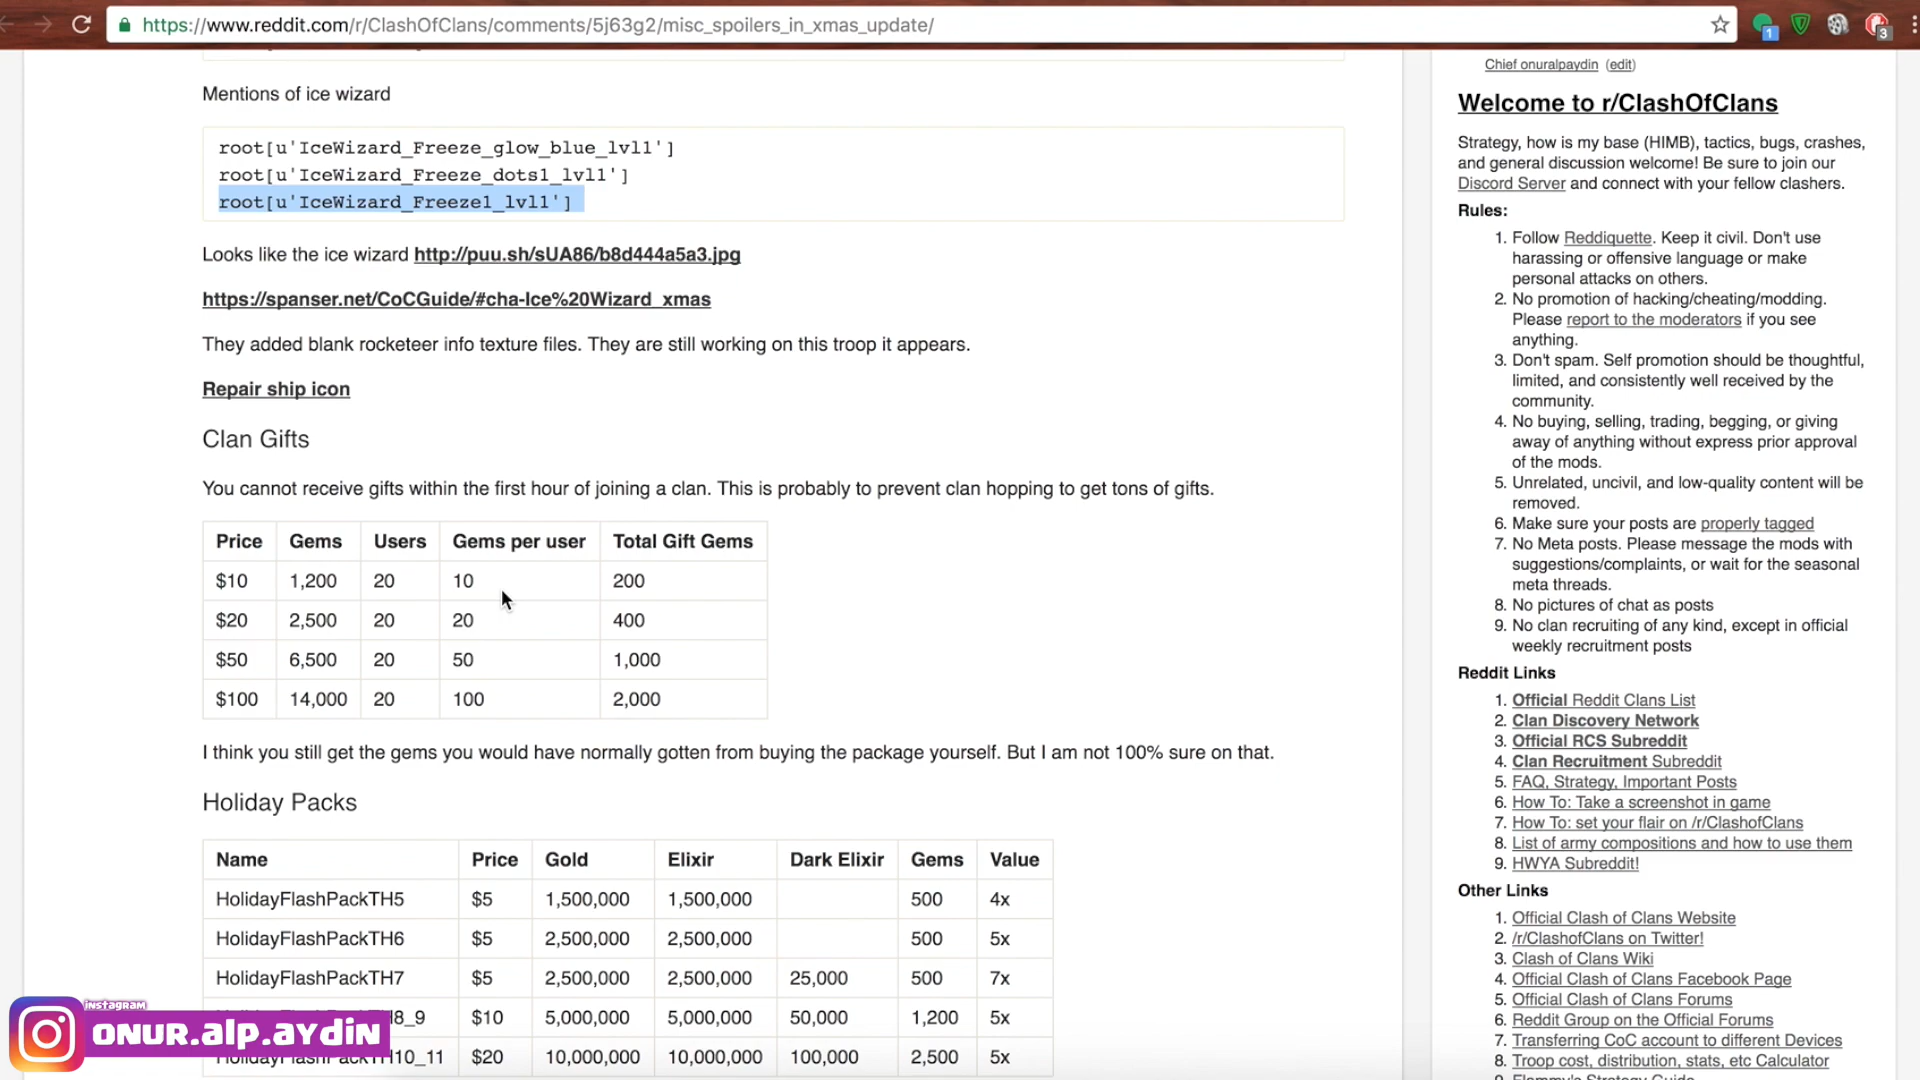 https://www.reddit.com/r/ClashOfClans/comments/5j63g2/misc_spoilers_in_xmas_update/
1
3
Mentions of ice wizard
root[u'IceWizard_Freeze_glow_blue_lvl1']
root[u'IceWizard_Freeze_dots1_lvl1']
root[u'IceWizard_Freeze1_lvl1']
Looks like the ice wizard http://puu.sh/sUA86/b8d444a5a3.jpg
https://spanser.net/CoCGuide/#cha-Ice%20Wizard_xmas
They added blank rocketeer info texture files. They are still working on this troop it appears.
Repair ship icon
Clan Gifts
You cannot receive gifts within the first hour of joining a clan. This is probably to prevent clan hopping to get tons of gifts.
Price Gems Users Gems per user Total Gift Gems
$10 1,200 20 10 200
$20 2,500 20 20 400
$50 6,500 20 50 1,000
$100 14,000 20 100 2,000
I think you still get the gems you would have normally gotten from buying the package yourself. But I am not 100% sure on that.
Holiday Packs
Name Price Gold Elixir Dark Elixir Gems Value
HolidayFlashPackTH5 $5 1,500,000 1,500,000 500 4x
HolidayFlashPackTH6 $5 2,500,000 2,500,000 500 5x
HolidayFlashPackTH7 $5 2,500,000 2,500,000 25,000 500 7x
8_9 $10 5,000,000 5,000,000 50,000 1,200 5x
10_11 $20 10,000,000 10,000,000 100,000 2,500 5x
instagram
onur.alp.aydin
Chief onuralpaydin (edit)
Welcome to r/ClashOfClans
Strategy, how is my base (HIMB), tactics, bugs, crashes,
and general discussion welcome! Be sure to join our
Discord Server and connect with your fellow clashers.
Rules:
1. Follow Reddiquette. Keep it civil. Don't use
harassing or offensive language or make
personal attacks on others.
2. No promotion of hacking/cheating/modding.
Please report to the moderators if you see
anything.
3. Don't spam. Self promotion should be thoughtful,
limited, and consistently well received by the
community.
4. No buying, selling, trading, begging, or giving
away of anything without express prior approval
of the mods.
5. Unrelated, uncivil, and low-quality content will be
removed.
6. Make sure your posts are properly tagged
7. No Meta posts. Please message the mods with
suggestions/complaints, or wait for the seasonal
meta threads.
8. No pictures of chat as posts
9. No clan recruiting of any kind, except in official
weekly recruitment posts
Reddit Links
1. Official Reddit Clans List
2. Clan Discovery Network
3. Official RCS Subreddit
4. Clan Recruitment Subreddit
5. FAQ, Strategy, Important Posts
6. How To: Take a screenshot in game
7. How To: set your flair on /r/ClashofClans
8. List of army compositions and how to use them
9. HWYA Subreddit!
Other Links
1. Official Clash of Clans Website
2. /r/ClashofClans on Twitter!
3. Clash of Clans Wiki
4. Official Clash of Clans Facebook Page
5. Official Clash of Clans Forums
6. Reddit Group on the Official Forums
7. Transferring CoC account to different Devices
8. Troop cost, distribution, stats, etc Calculator